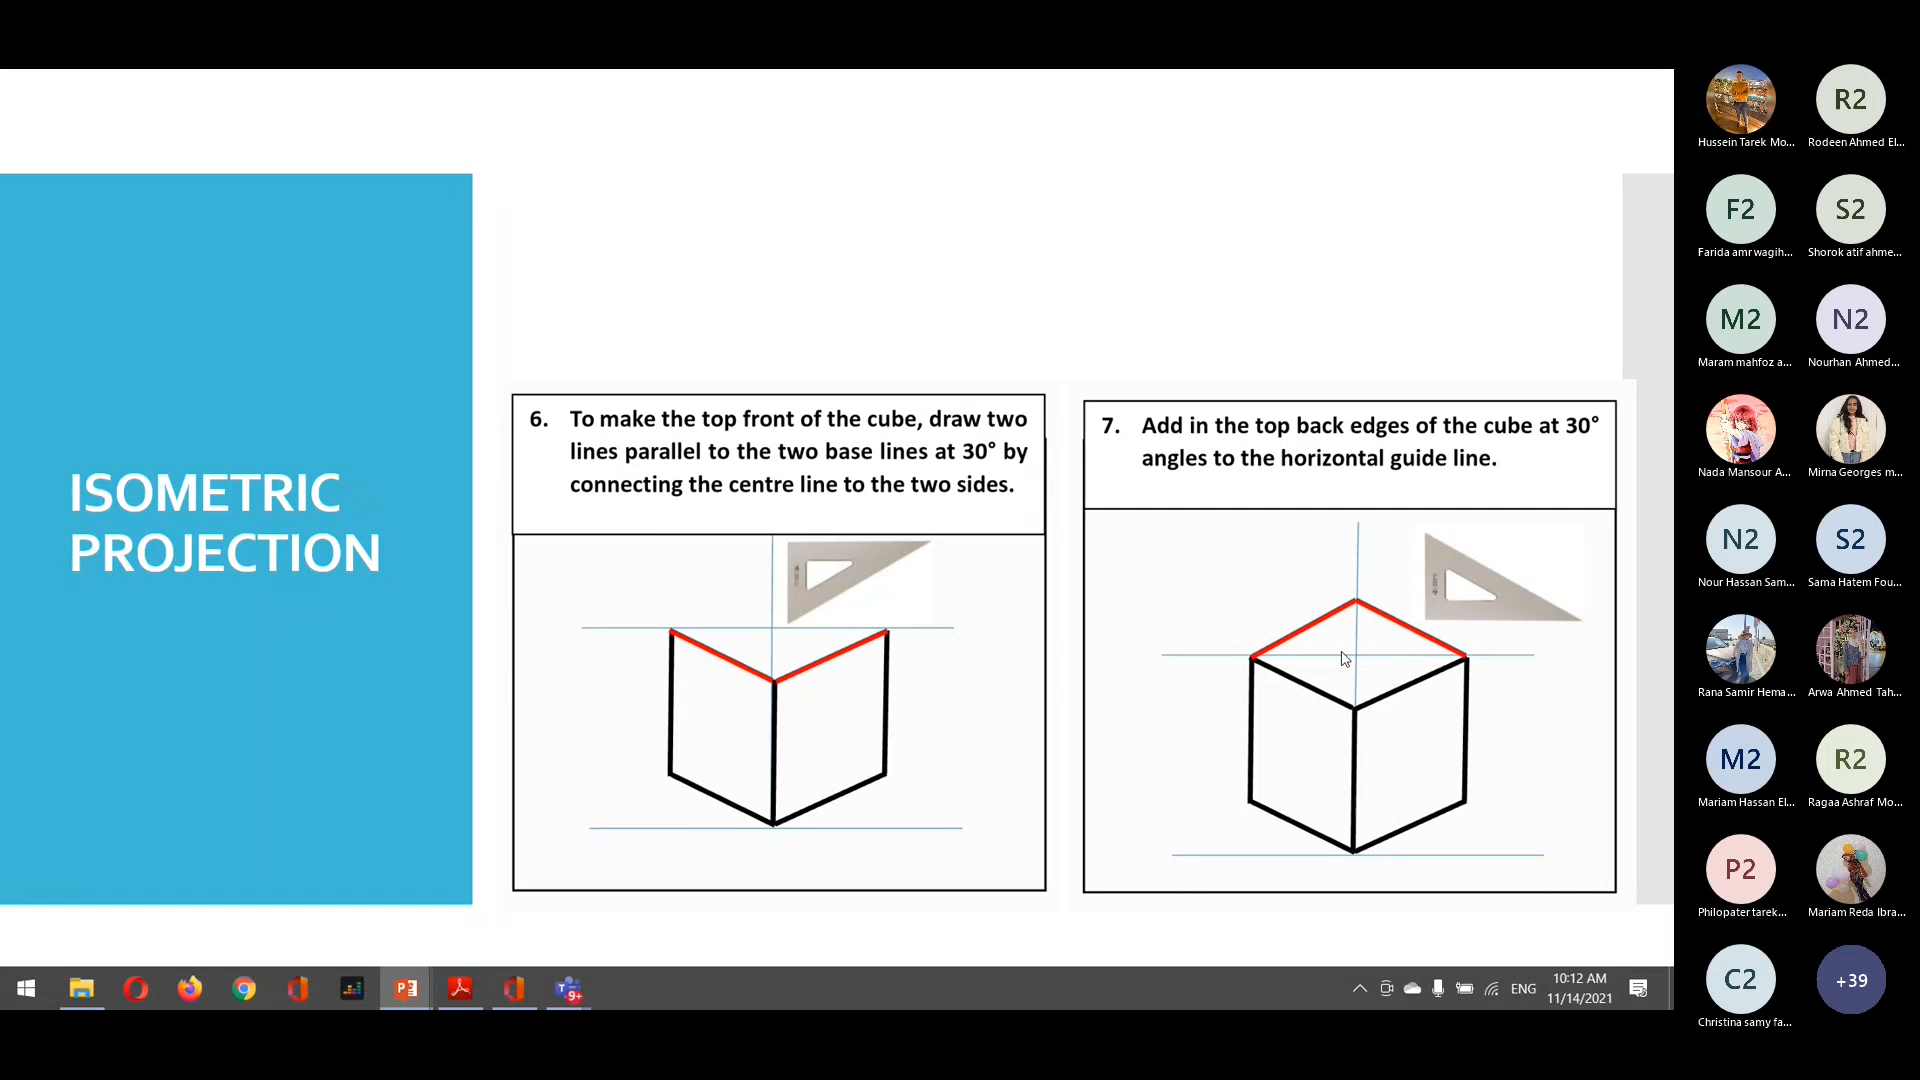 ISOMETRIC
PROJECTION
6. To make the top front of the cube, draw two
lines parallel to the two base lines at 30° by
connecting the centre line to the two sides.
7. Add in the top back edges of the cube at 30°
angles to the horizontal guide line.
R2
Hussein Tarek Mo...
Rodeen Ahmed El...
F2
S2
Farida amr wagih...
Shorok atif ahme...
M2
N2
Maram mahfoz a...
Nourhan Ahmed...
Nada Mansour A...
Mirna Georges m...
N2
S2
Nour Hassan Sam...
Sama Hatem Fou...
Rana Samir Hema...
Arwa Ahmed Tah...
M2
R2
Mariam Hassan El...
Ragaa Ashraf Mo...
P2
Philopater tarek...
Mariam Reda Ibra...
C2
+39
Christina samy fa...
9+
ENG
10:12 AM
11/14/2021